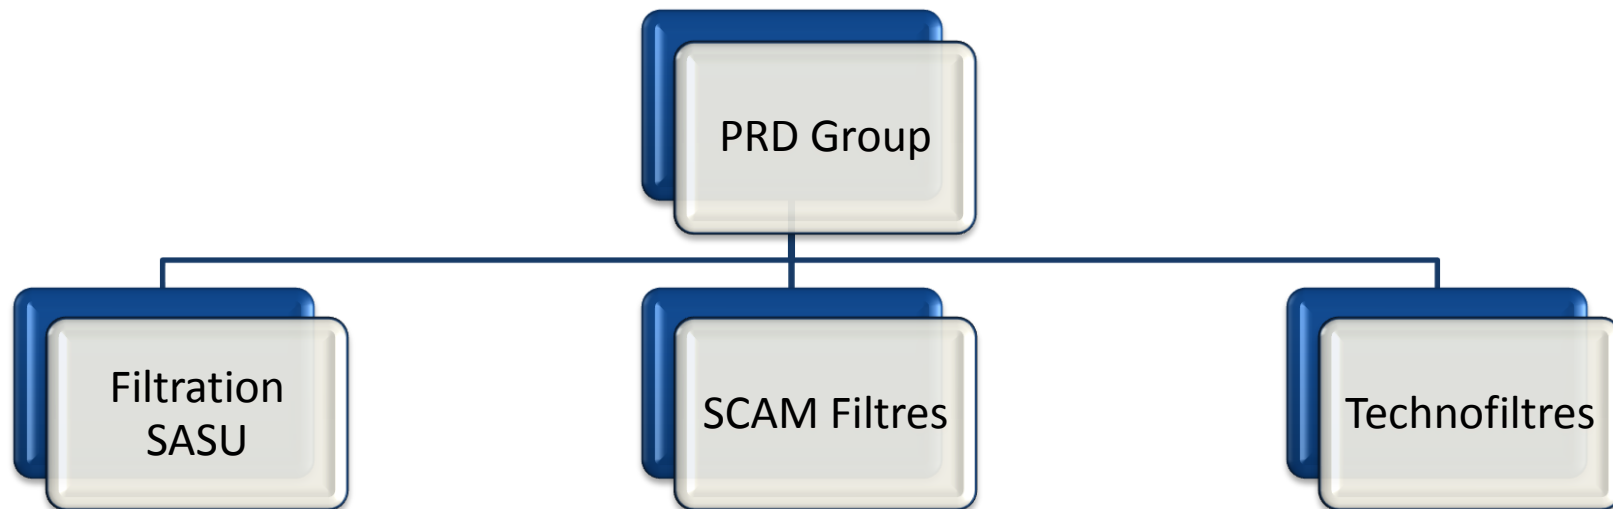 PRD Group
Filtration
SASU
SCAM Filtres
Technofiltres